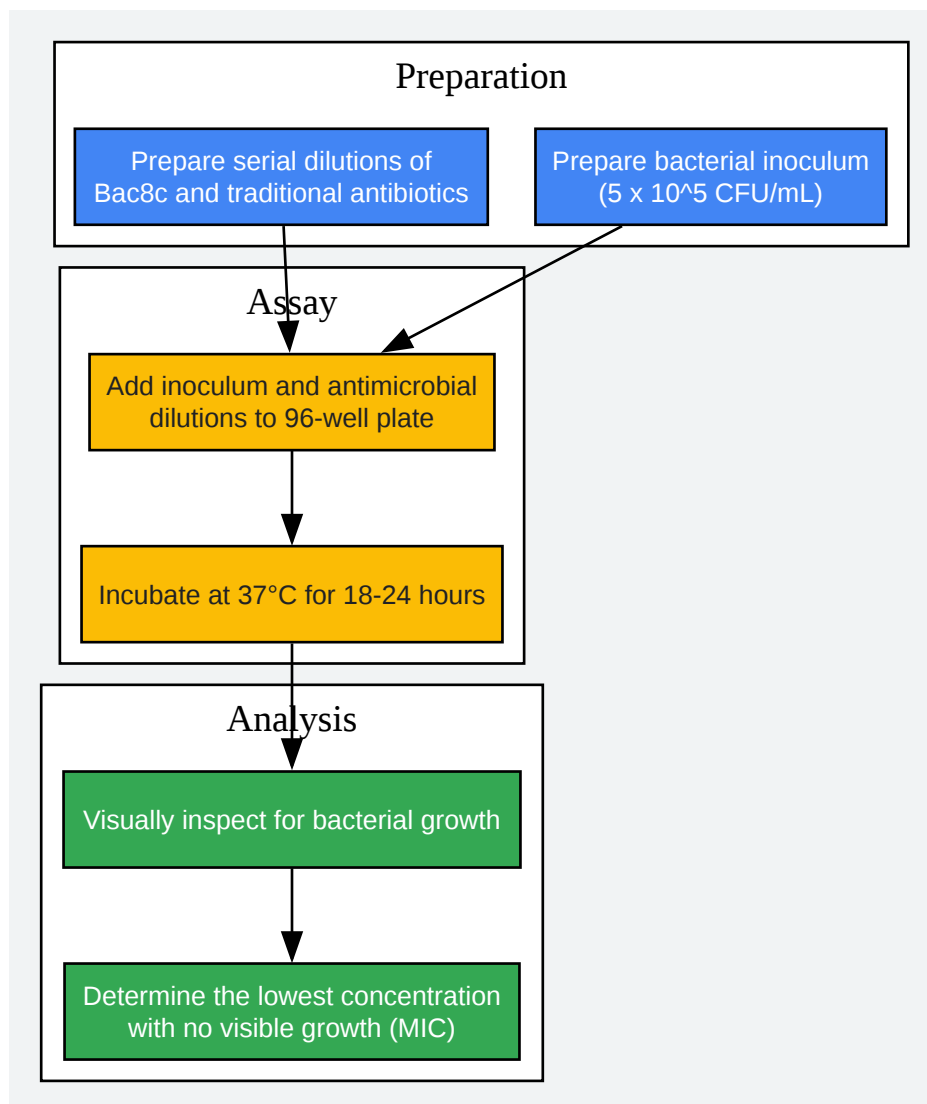 Preparation
Prepare serial dilutions of
Bac8c and traditional antibiotics
Prepare bacterial inoculum
(5 x 10^5 CFU/mL)
Assay
Add inoculum and antimicrobial
dilutions to 96-well plate
Incubate at 37°C for 18-24 hours
Analysis
Visually inspect for bacterial growth
Determine the lowest concentration
with no visible growth (MIC)